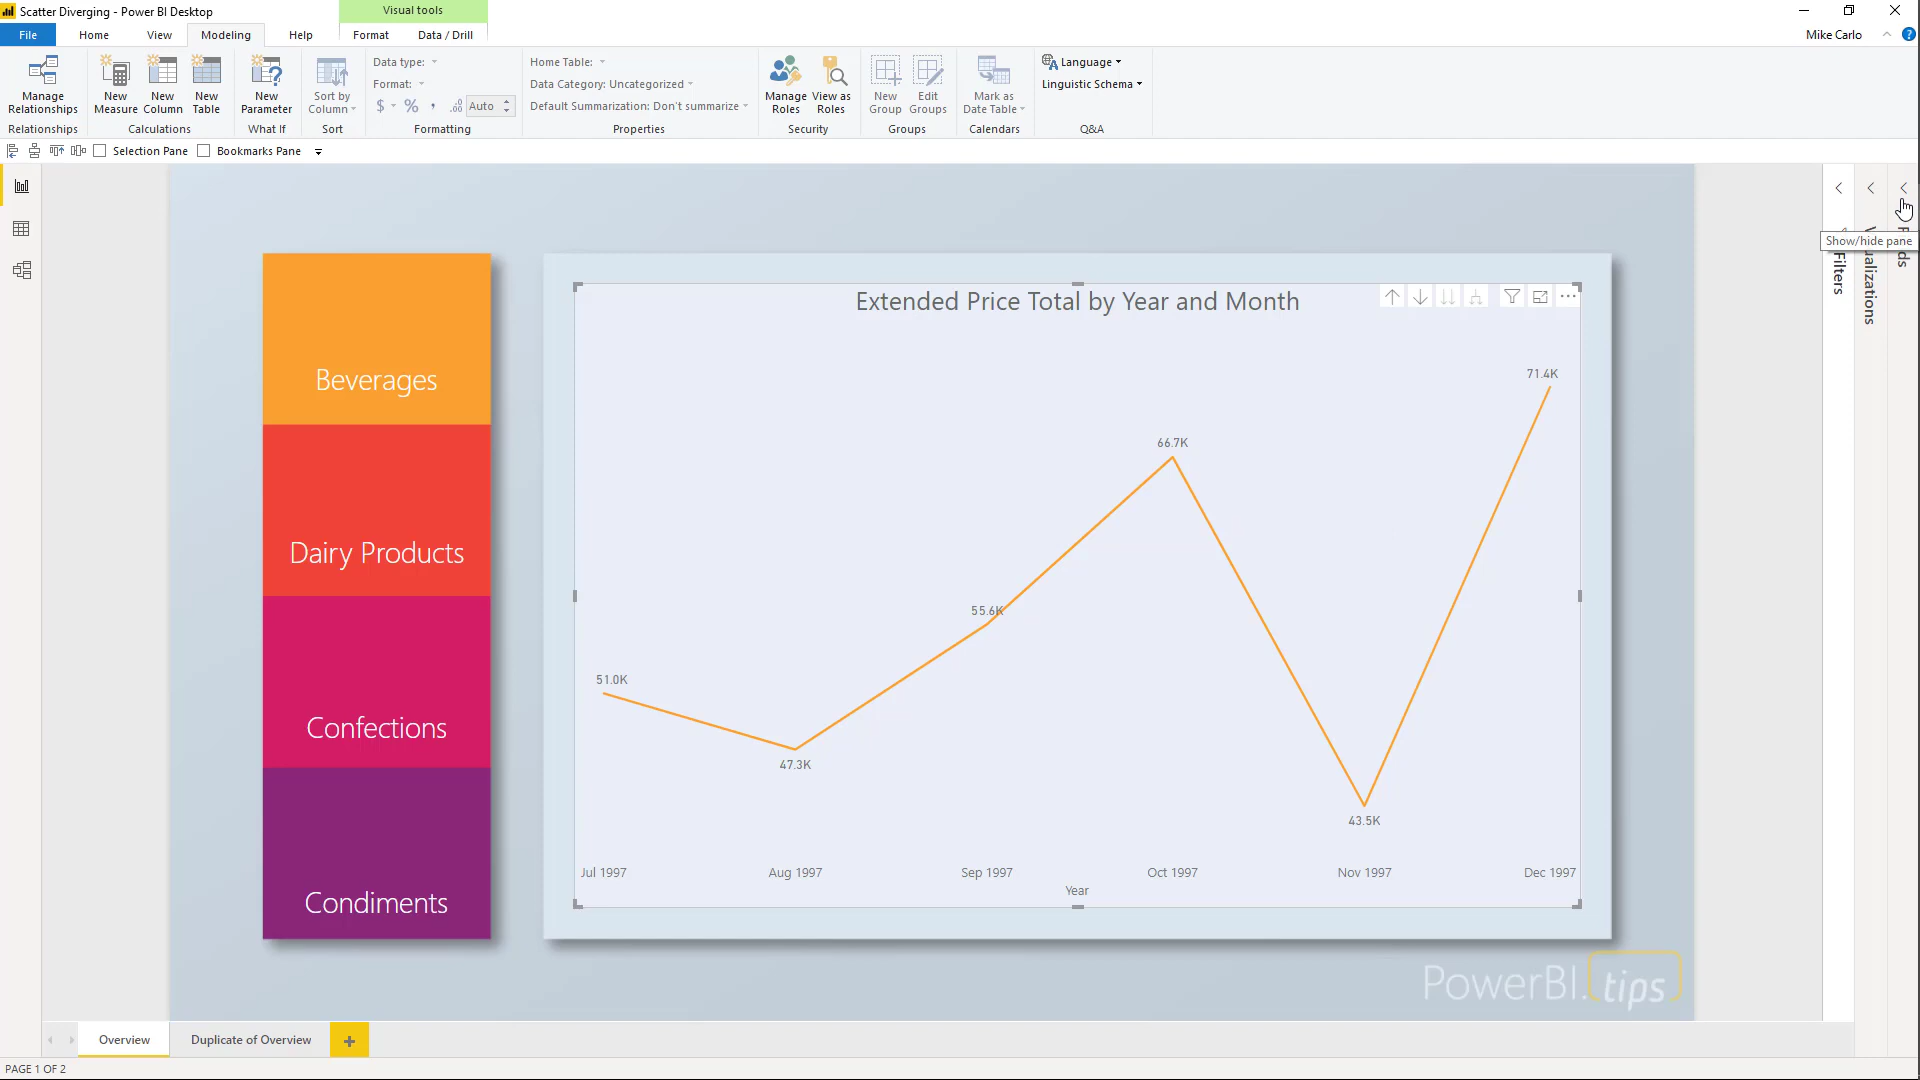 Scatter Diverging - Power BI Desktop
Visual tools
File Home View Modeling Help Format Data / Drill
Mike Carlo
Manage Relationships
Relationships
New Measure
New Column
New Table
Calculations
New Parameter
What If
Sort by Column
Sort
Data type:
Format:
$ % , .00 Auto
Formatting
Home Table:
Data Category: Uncategorized
Default Summarization: Don't summarize
Properties
Manage Roles
View as Roles
Security
New Group
Edit Groups
Groups
Mark as Date Table
Calendars
Language
Linguistic Schema
Q&A
Selection Pane
Bookmarks Pane
Show/hide pane
Filters
Beverages
Dairy Products
Confections
Condiments
Extended Price Total by Year and Month
71.4K
66.7K
55.6K
51.0K
47.3K
43.5K
Jul 1997 Aug 1997 Sep 1997 Oct 1997 Nov 1997 Dec 1997
Year
PowerBI.tips
Overview Duplicate of Overview +
PAGE 1 OF 2